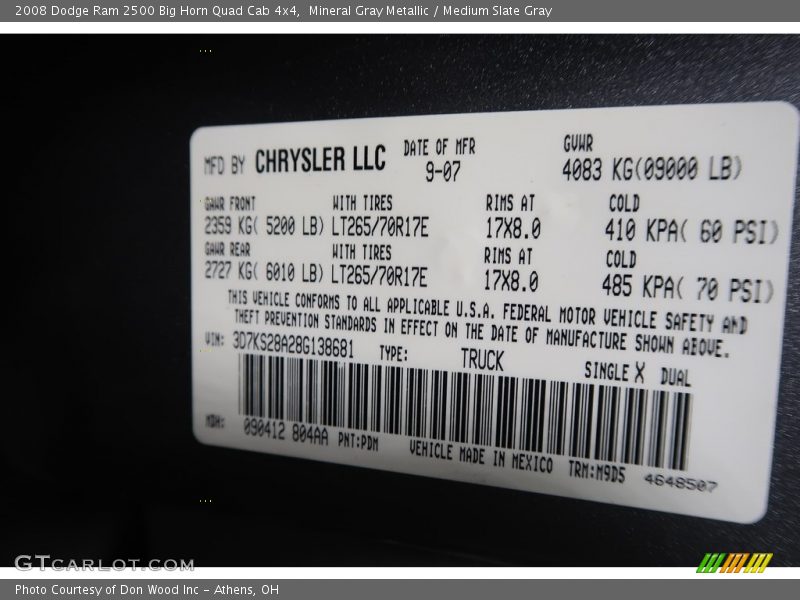 2008 Dodge Ram 2500 Big Horn Quad Cab 4x4,  Mineral Gray Metallic / Medium Slate Gray
MFD BY CHRYSLER LLC DATE OF MFR GVWR
9-07 4083 KG(09000 LB)
GAWR FRONT WITH TIRES RIMS AT COLD
2359 KG( 5200 LB) LT265/70R17E 17X8.0 410 KPA( 60 PSI)
GAWR REAR WITH TIRES RIMS AT COLD
2727 KG( 6010 LB) LT265/70R17E 17X8.0 485 KPA( 70 PSI)
THIS VEHICLE CONFORMS TO ALL APPLICABLE U.S.A. FEDERAL MOTOR VEHICLE SAFETY AND
THEFT PREVENTION STANDARDS IN EFFECT ON THE DATE OF MANUFACTURE SHOWN ABOVE.
VIN: 3D7KS28A28G138681 TYPE: TRUCK SINGLE X DUAL
MDH: 090412 804AA PNT:PDM VEHICLE MADE IN MEXICO TRM:M9D5 4648507
GTCARLOT.COM
Photo Courtesy of Don Wood Inc - Athens, OH